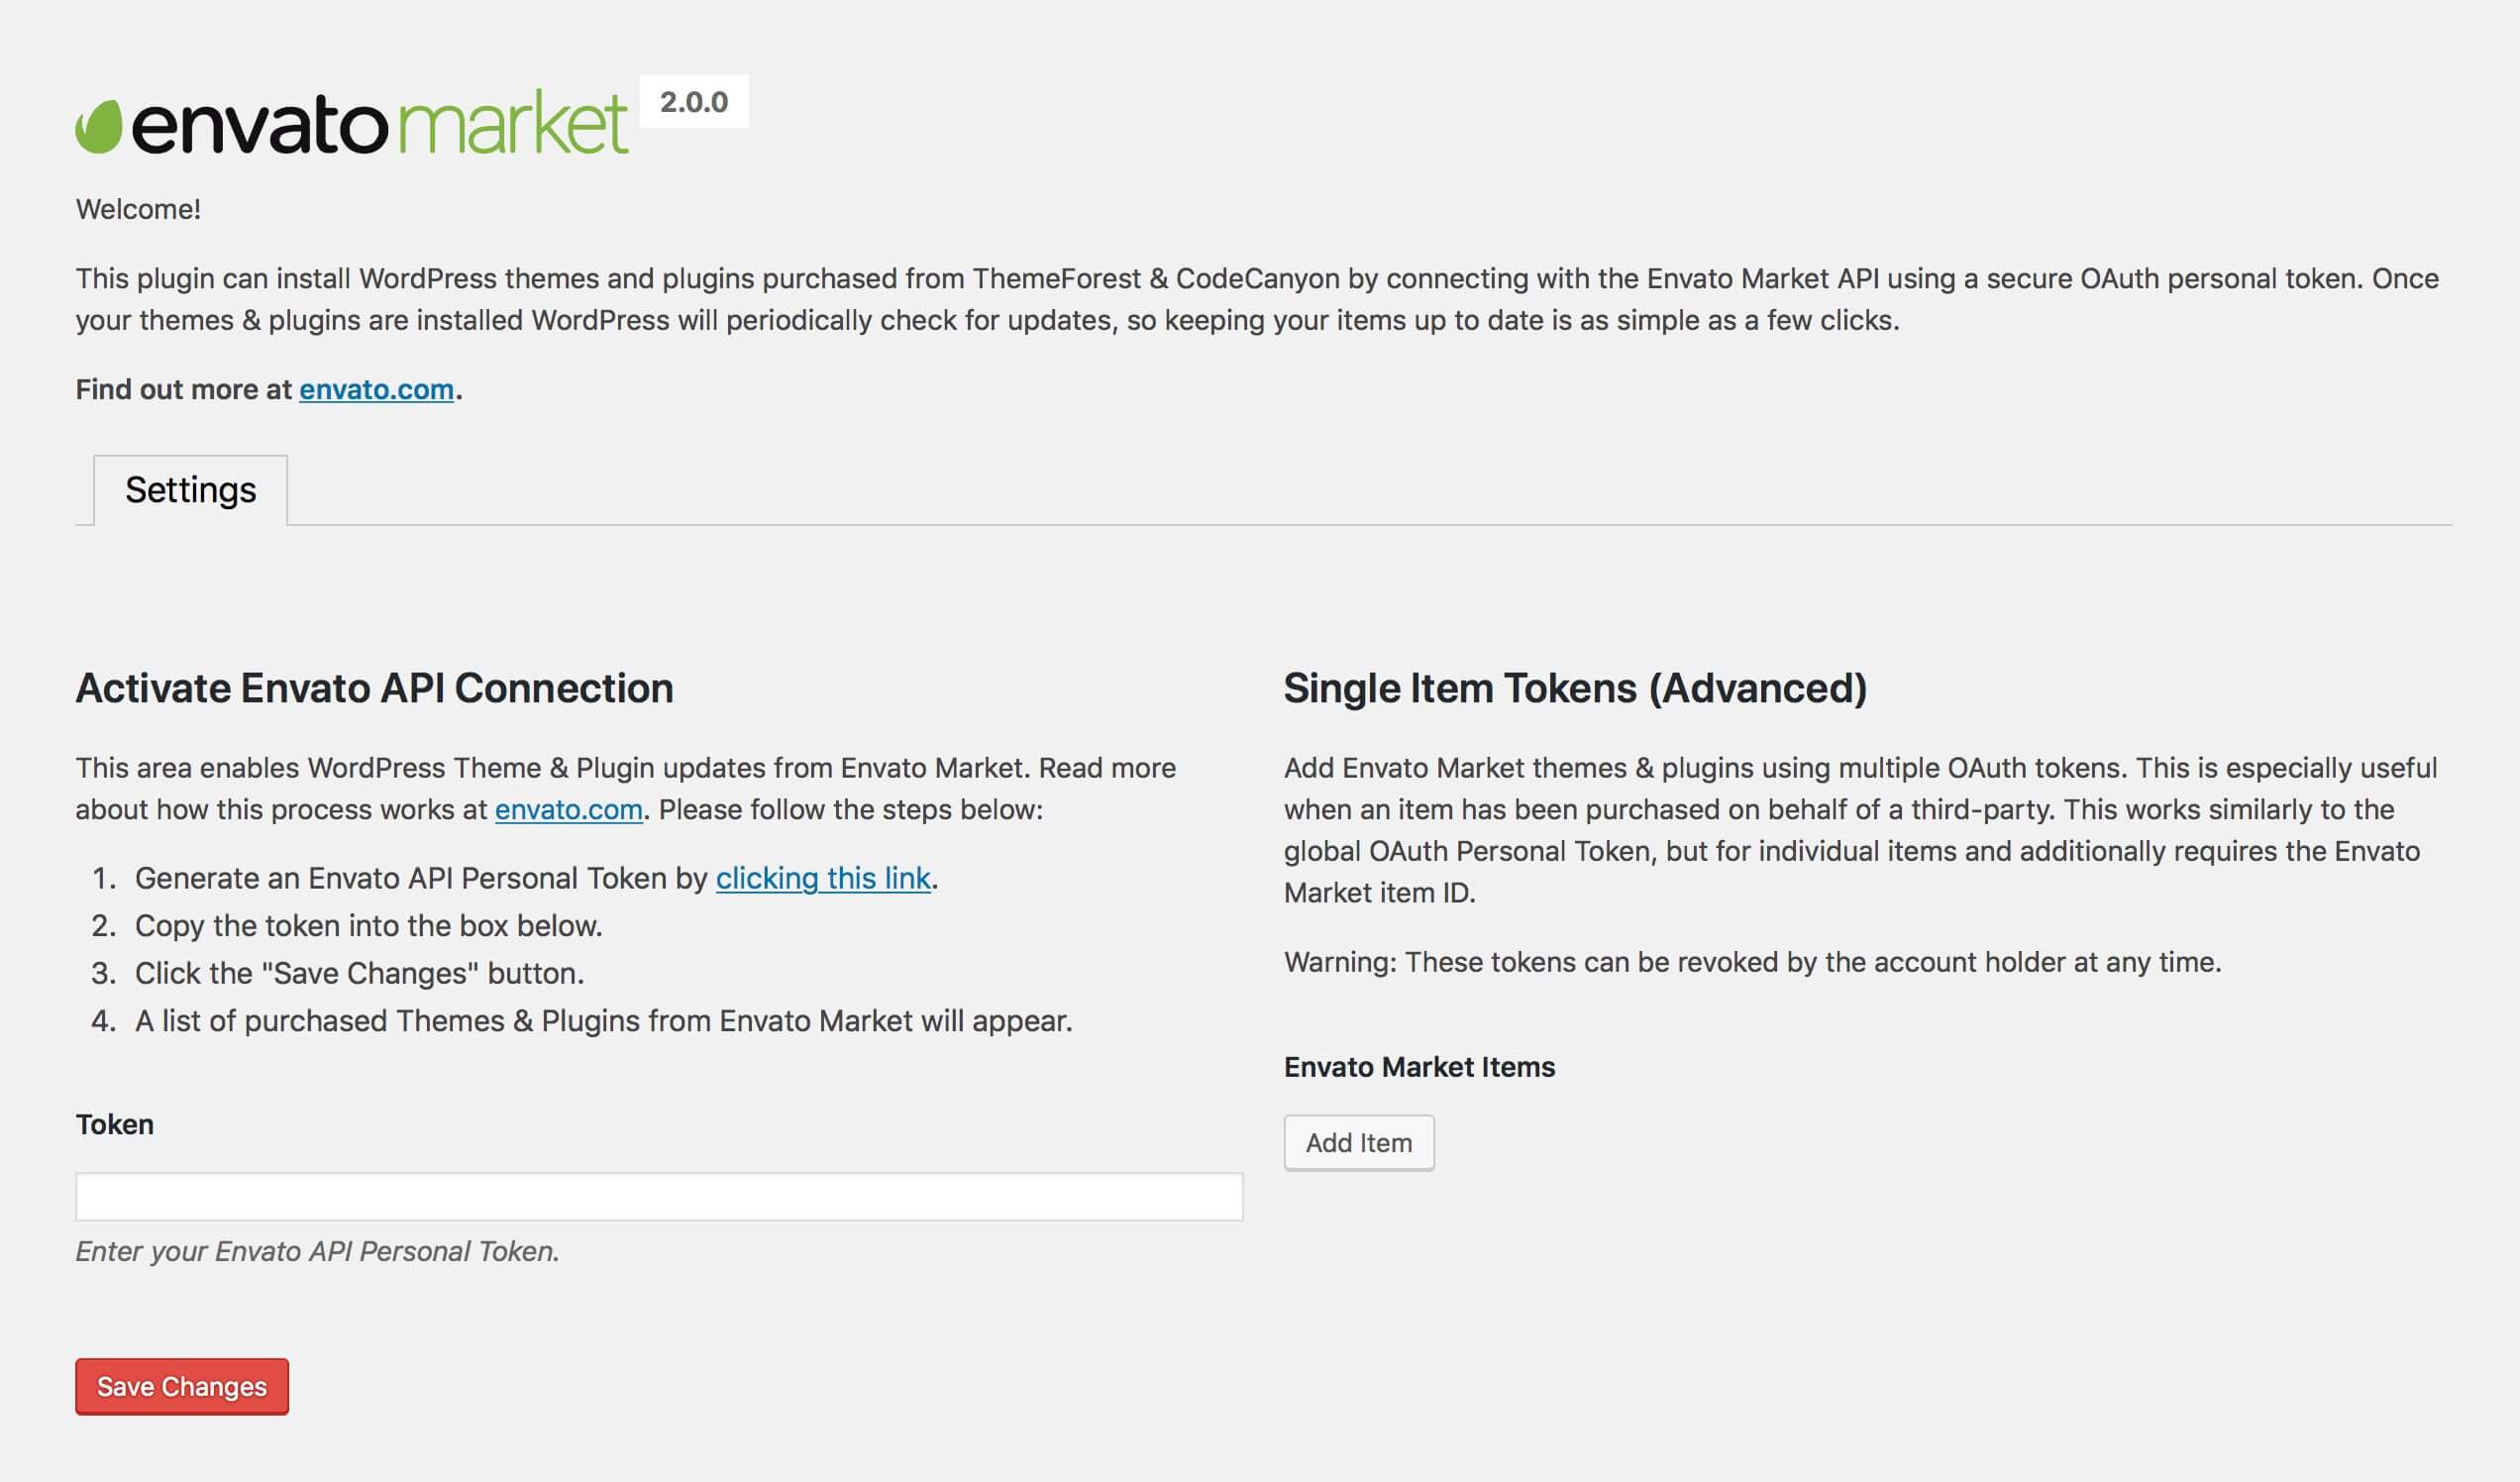 envato market 2.0.0
Welcome!
This plugin can install WordPress themes and plugins purchased from ThemeForest & CodeCanyon by connecting with the Envato Market API using a secure OAuth personal token. Once
your themes & plugins are installed WordPress will periodically check for updates, so keeping your items up to date is as simple as a few clicks.
Find out more at envato.com.
Settings
Activate Envato API Connection
This area enables WordPress Theme & Plugin updates from Envato Market. Read more
about how this process works at envato.com. Please follow the steps below:
1. Generate an Envato API Personal Token by clicking this link.
2. Copy the token into the box below.
3. Click the "Save Changes" button.
4. A list of purchased Themes & Plugins from Envato Market will appear.
Token
Enter your Envato API Personal Token.
Save Changes
Single Item Tokens (Advanced)
Add Envato Market themes & plugins using multiple OAuth tokens. This is especially useful
when an item has been purchased on behalf of a third-party. This works similarly to the
global OAuth Personal Token, but for individual items and additionally requires the Envato
Market item ID.
Warning: These tokens can be revoked by the account holder at any time.
Envato Market Items
Add Item